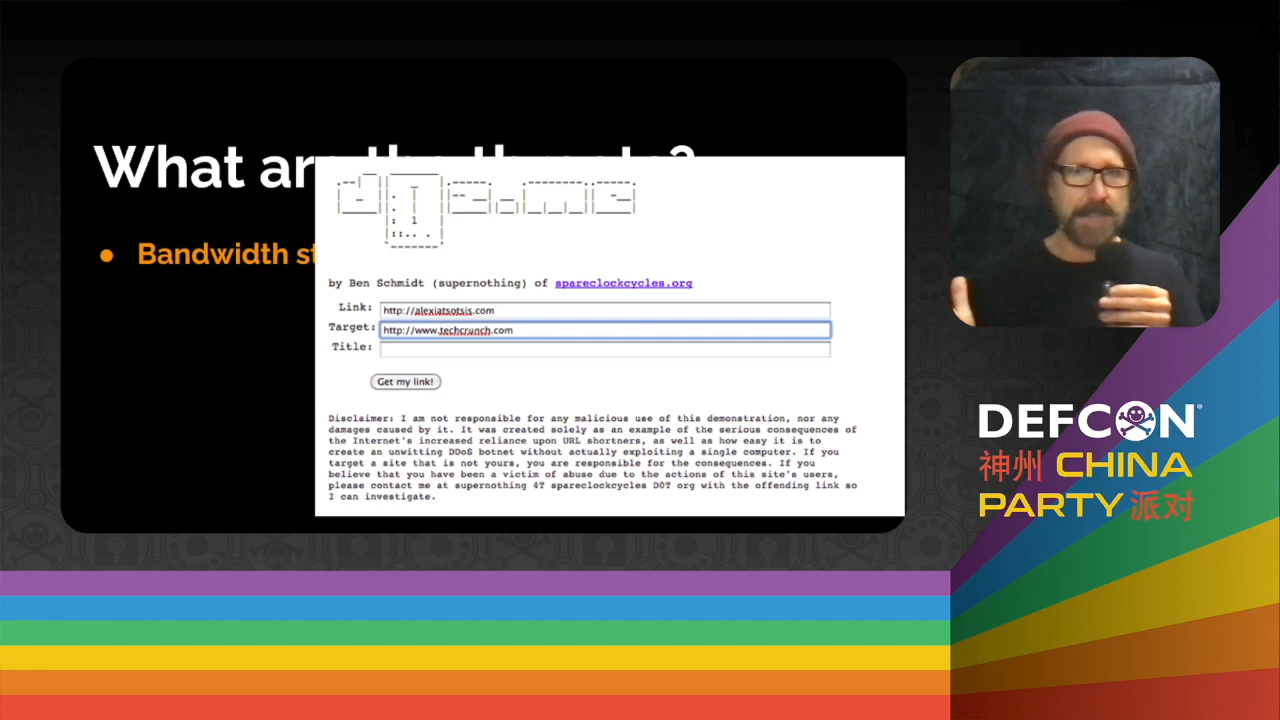 What ar
Bandwidth st
d0z.me
by Ben Schmidt (supernothing) of spareclockcycles.org
Link: http://alexiatsotsis.com
Target: http://www.techcrunch.com
Title:
Get my link!
Disclaimer: I am not responsible for any malicious use of this demonstration, nor any
damages caused by it. It was created solely as an example of the serious consequences of
the Internet's increased reliance upon URL shortners, as well as how easy it is to
create an unwitting DDoS botnet without actually exploiting a single computer. If you
target a site that is not yours, you are responsible for the consequences. If you
believe that you have been a victim of abuse due to the actions of this site's users,
please contact me at supernothing 4T spareclockcycles D0T org with the offending link so
I can investigate.
DEFCON®
神州 CHINA
PARTY 派对